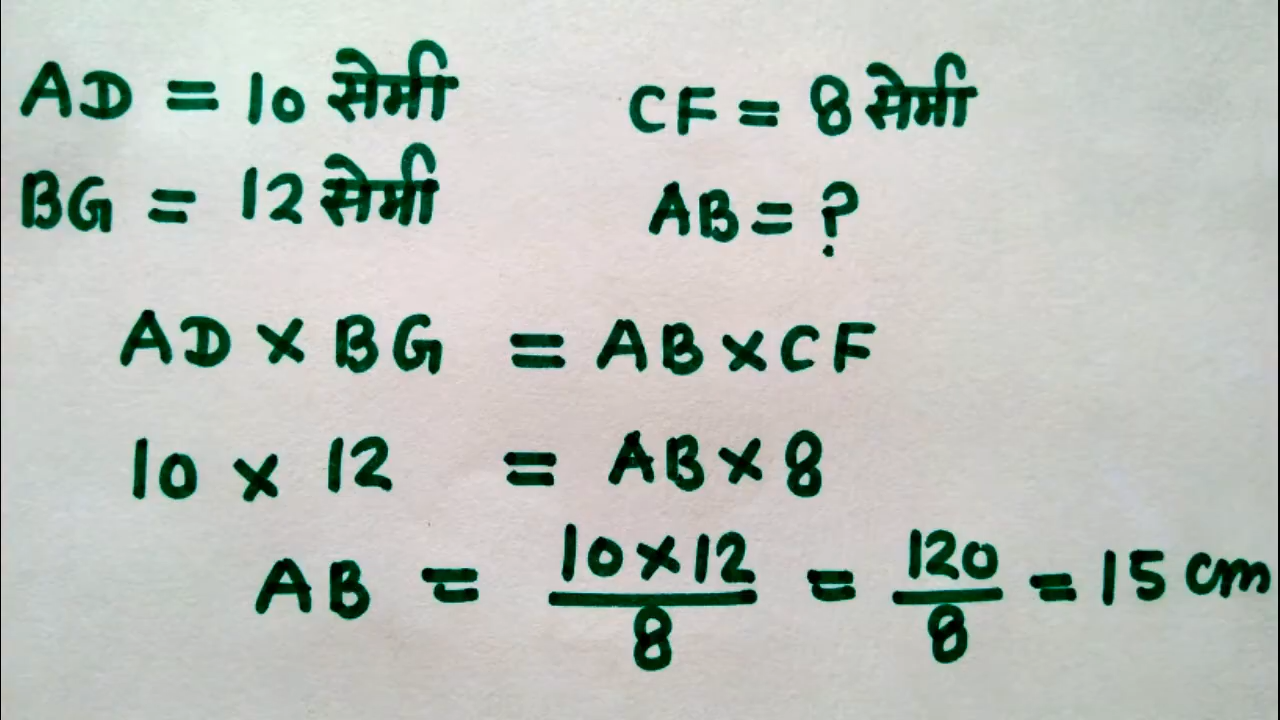 AD = 10 सेमी CF = 8 सेमी
BG = 12 सेमी AB = ?
AD × BG = AB × CF
10 × 12 = AB × 8
AB = 10×12/8 = 120/8 = 15 cm